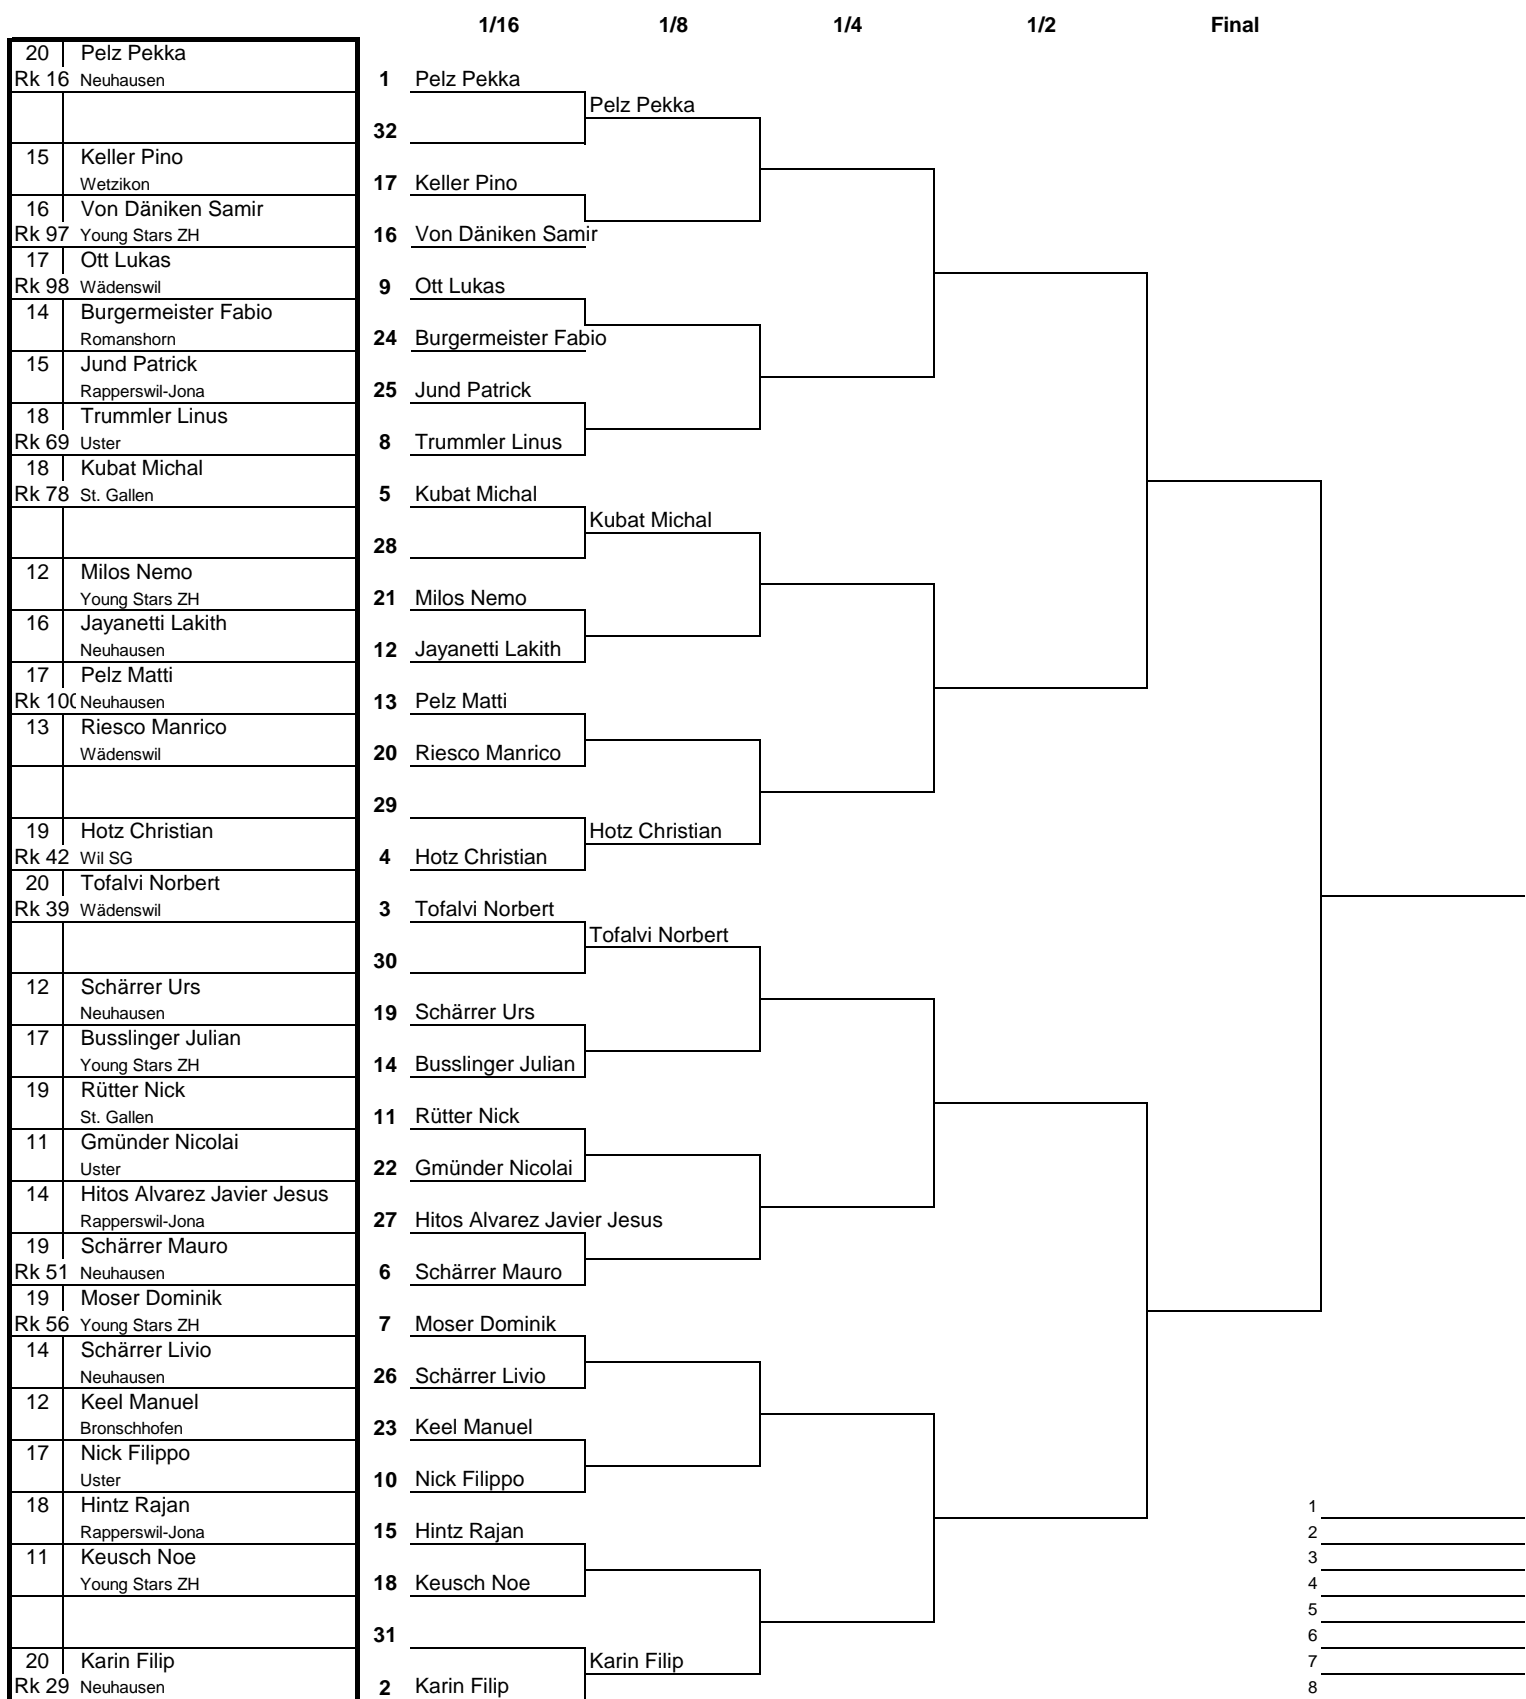 1/16 1/8 1/4 1/2 Final
20 Pelz Pekka
Rk 16 Neuhausen 1 Pelz Pekka
Pelz Pekka
32
15 Keller Pino
Wetzikon 17 Keller Pino
16 Von Däniken Samir
Rk 97 Young Stars ZH 16 Von Däniken Samir
17 Ott Lukas
Rk 98 Wädenswil 9 Ott Lukas
14 Burgermeister Fabio
Romanshorn 24 Burgermeister Fabio
15 Jund Patrick
Rapperswil-Jona 25 Jund Patrick
18 Trummler Linus
Rk 69 Uster 8 Trummler Linus
18 Kubat Michal
Rk 78 St. Gallen 5 Kubat Michal
Kubat Michal
28
12 Milos Nemo
Young Stars ZH 21 Milos Nemo
16 Jayanetti Lakith
Neuhausen 12 Jayanetti Lakith
17 Pelz Matti
Rk 100 Neuhausen 13 Pelz Matti
13 Riesco Manrico
Wädenswil 20 Riesco Manrico
29
19 Hotz Christian Hotz Christian
Rk 42 Wil SG 4 Hotz Christian
20 Tofalvi Norbert
Rk 39 Wädenswil 3 Tofalvi Norbert
Tofalvi Norbert
30
12 Schärrer Urs
Neuhausen 19 Schärrer Urs
17 Busslinger Julian
Young Stars ZH 14 Busslinger Julian
19 Rütter Nick
St. Gallen 11 Rütter Nick
11 Gmünder Nicolai
Uster 22 Gmünder Nicolai
14 Hitos Alvarez Javier Jesus
Rapperswil-Jona 27 Hitos Alvarez Javier Jesus
19 Schärrer Mauro
Rk 51 Neuhausen 6 Schärrer Mauro
19 Moser Dominik
Rk 56 Young Stars ZH 7 Moser Dominik
14 Schärrer Livio
Neuhausen 26 Schärrer Livio
12 Keel Manuel
Bronschhofen 23 Keel Manuel
17 Nick Filippo
Uster 10 Nick Filippo
18 Hintz Rajan 1
Rapperswil-Jona 15 Hintz Rajan 2
11 Keusch Noe 3
Young Stars ZH 18 Keusch Noe 4
5
31 6
20 Karin Filip Karin Filip 7
Rk 29 Neuhausen 2 Karin Filip 8